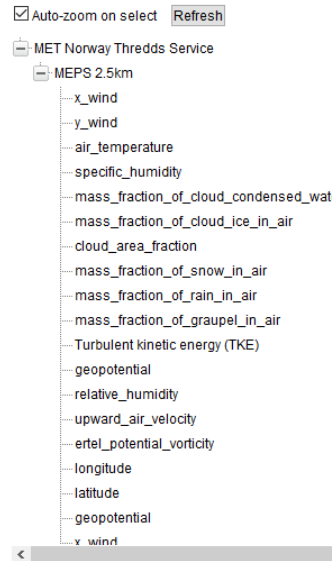 Auto-zoom on select Refresh
MET Norway Thredds Service
MEPS 2.5km
x_wind
y_wind
air_temperature
specific_humidity
mass_fraction_of_cloud_condensed_wat
mass_fraction_of_cloud_ice_in_air
cloud_area_fraction
mass_fraction_of_snow_in_air
mass_fraction_of_rain_in_air
mass_fraction_of_graupel_in_air
Turbulent kinetic energy (TKE)
geopotential
relative_humidity
upward_air_velocity
ertel_potential_vorticity
longitude
latitude
geopotential
x_wind